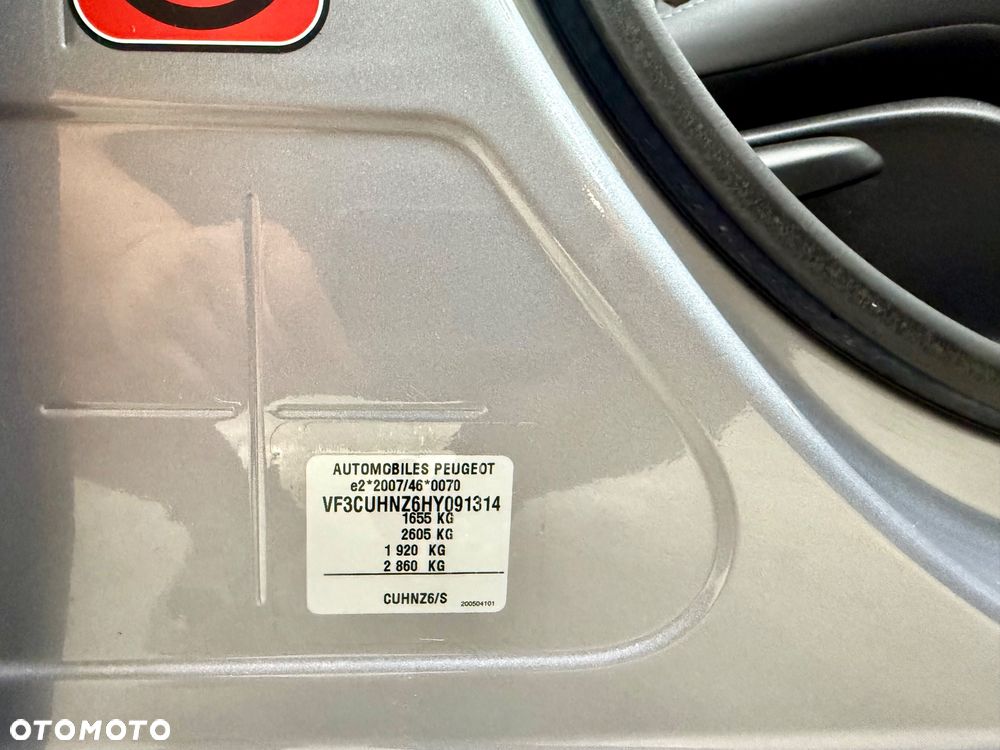 AUTOMOBILES PEUGEOT
e2*2007/46*0070
VF3CUHNZ6HY091314
1655 KG
2605 KG
1 920 KG
2 860 KG
CUHNZ6/S
200504101
OTOMOTO